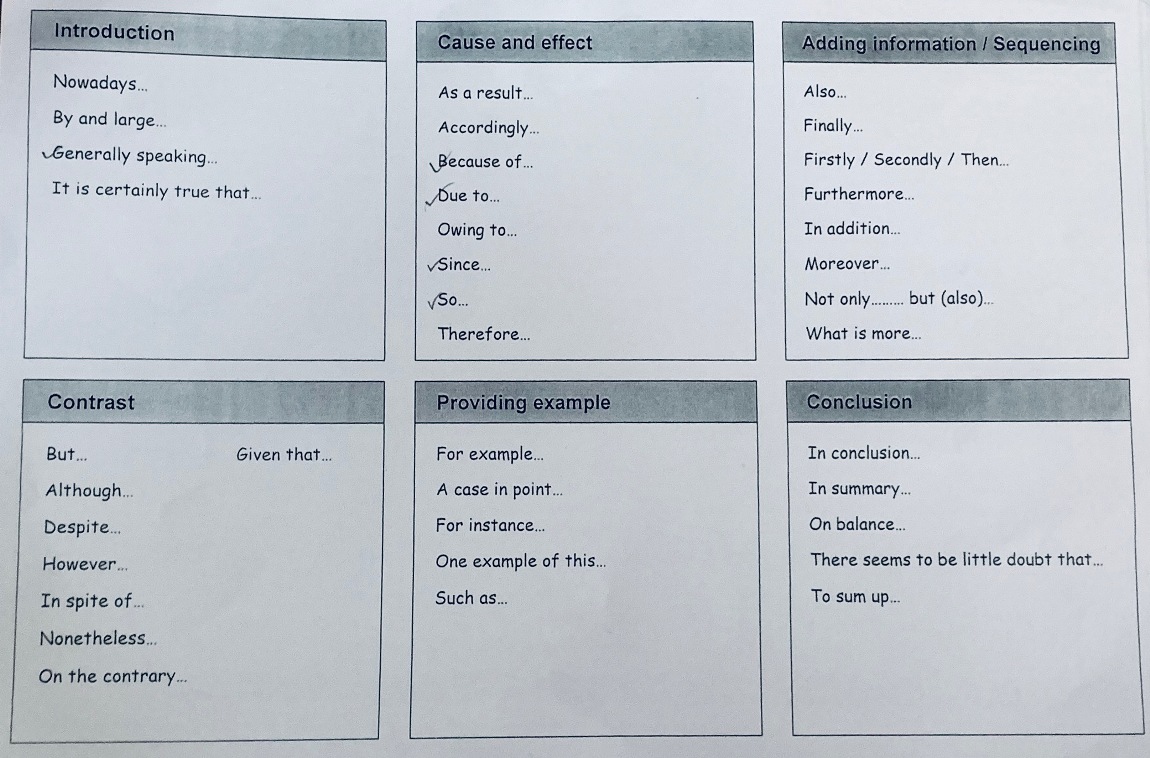 Introduction
Nowadays...
By and large...
✓Generally speaking...
It is certainly true that...
Cause and effect
As a result...
Accordingly...
✓Because of...
✓Due to...
Owing to...
✓Since...
✓So...
Therefore...
Adding information / Sequencing
Also...
Finally...
Firstly / Secondly / Then...
Furthermore...
In addition...
Moreover...
Not only......... but (also)...
What is more...
Contrast
But... Given that...
Although...
Despite...
However...
In spite of...
Nonetheless...
On the contrary...
Providing example
For example...
A case in point...
For instance...
One example of this...
Such as...
Conclusion
In conclusion...
In summary...
On balance...
There seems to be little doubt that...
To sum up...